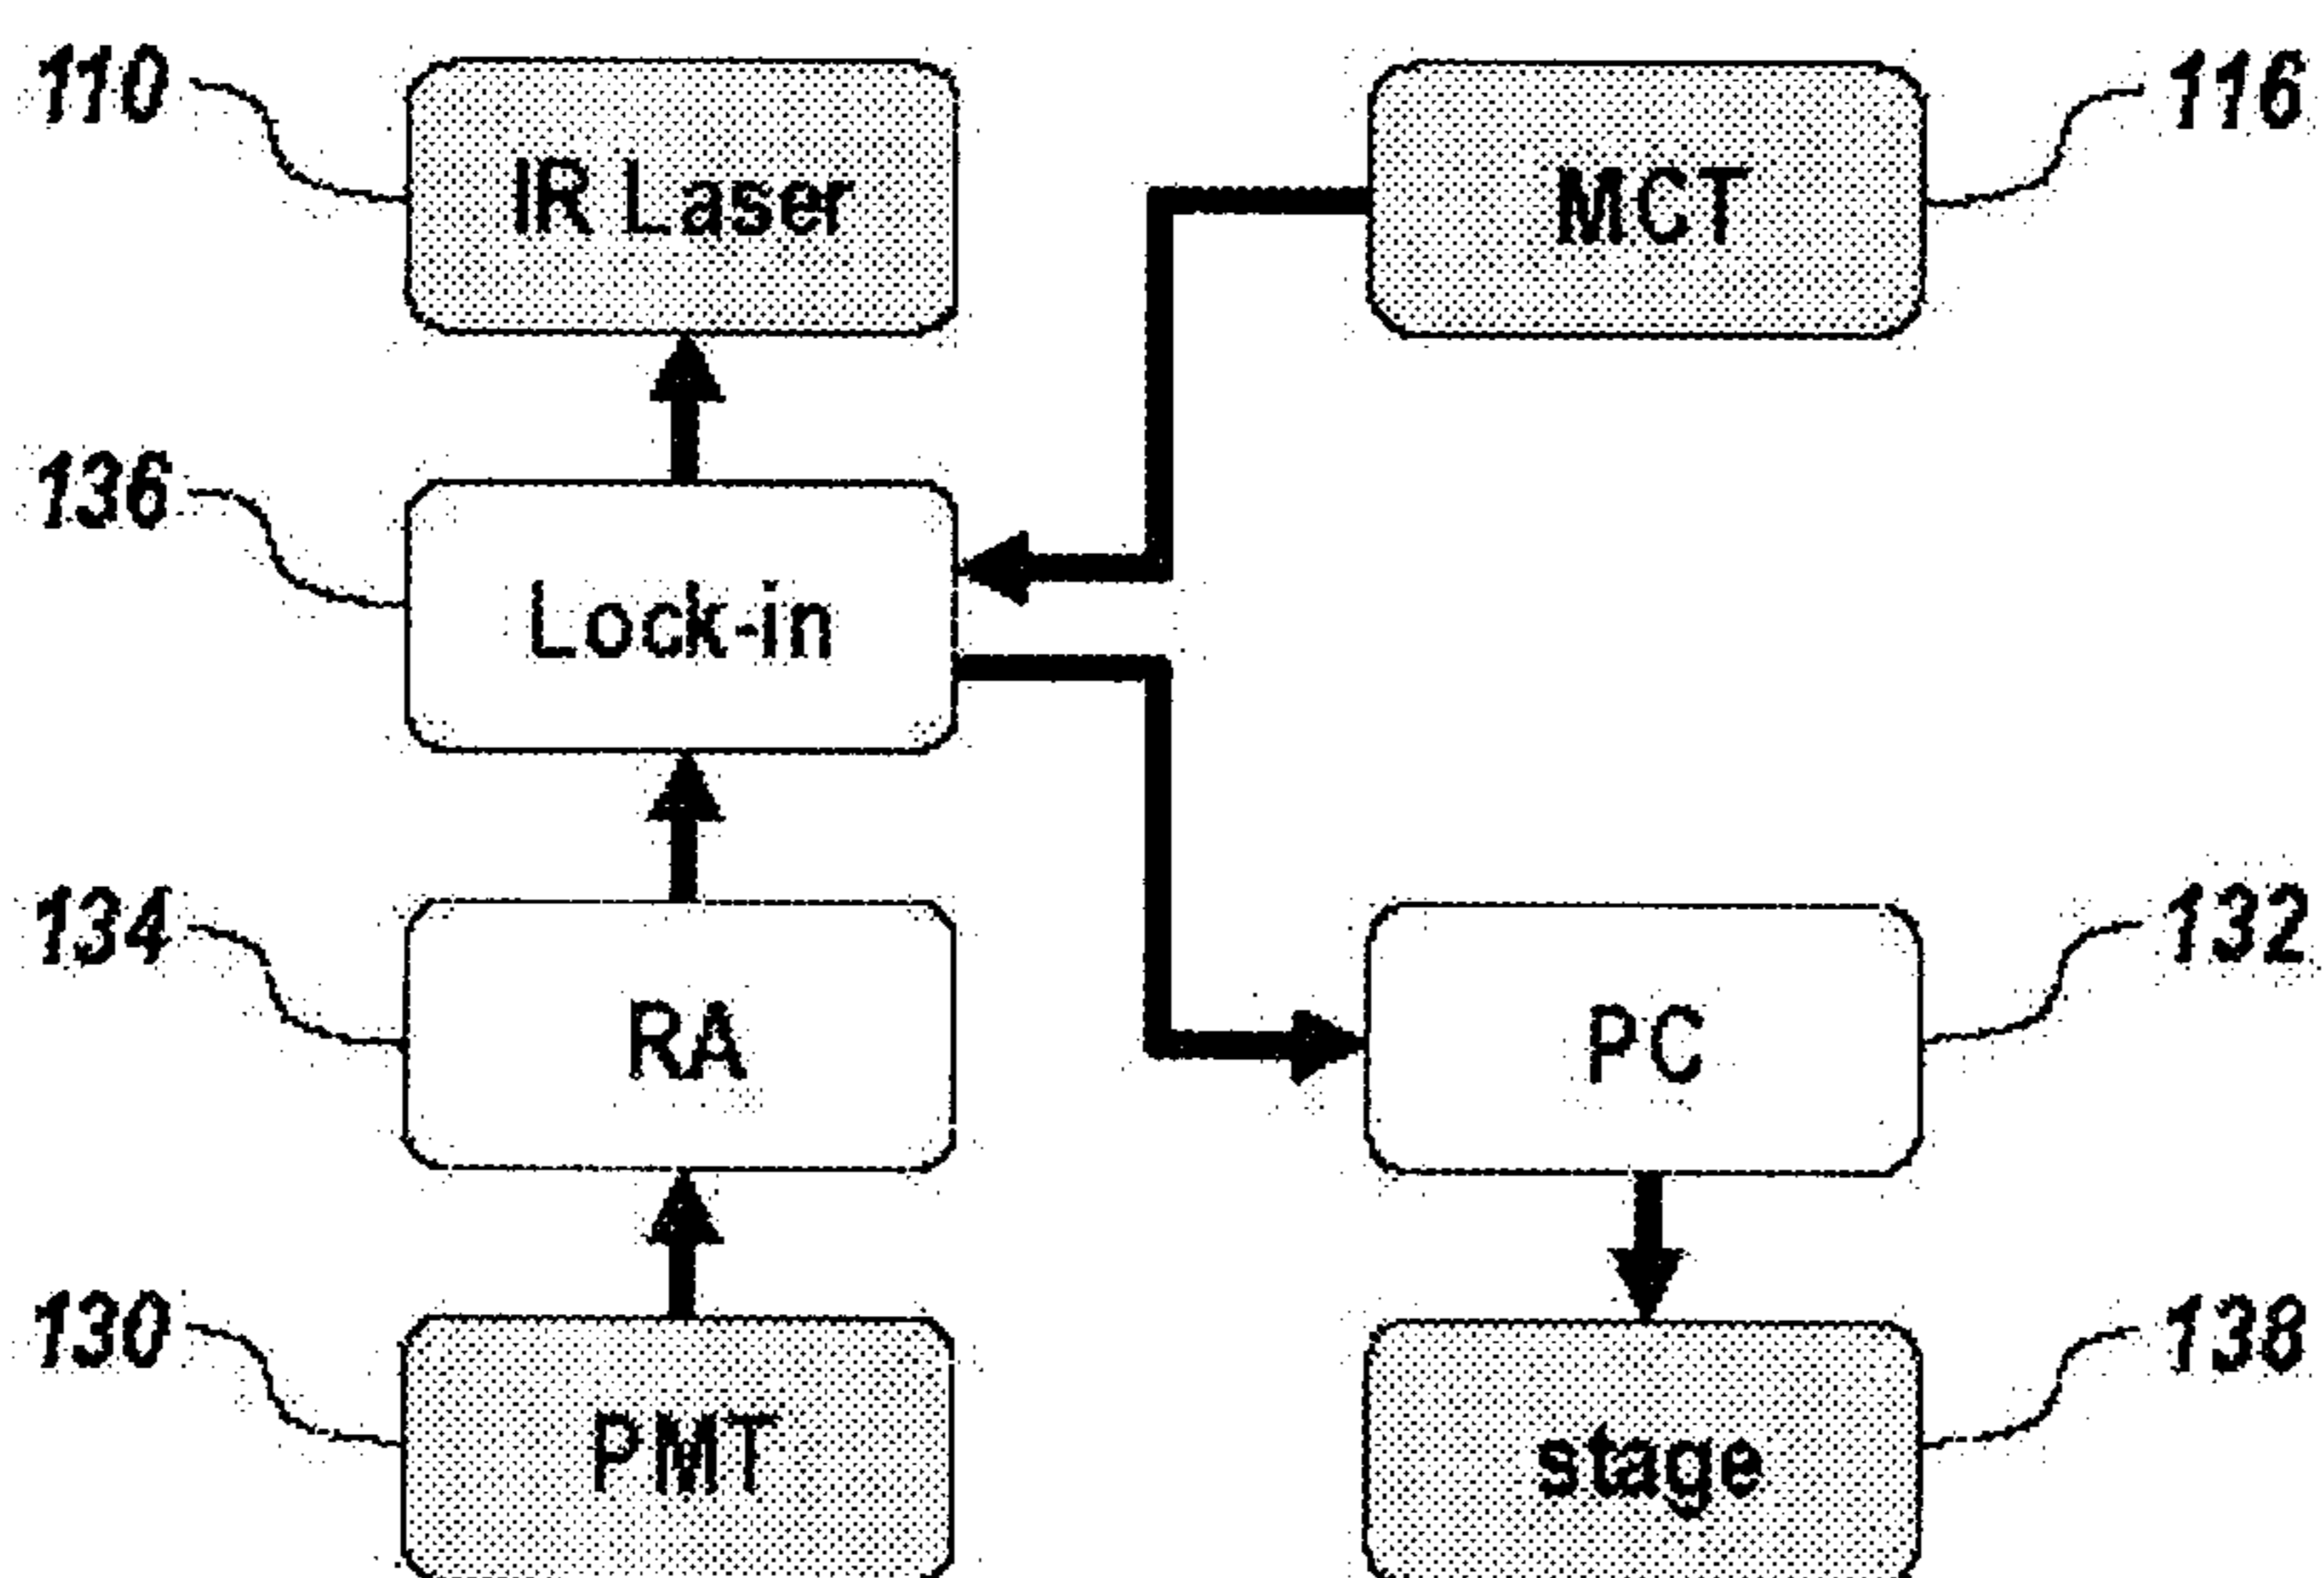 110
IR Laser
MCT
116
136
Lock-in
134
RA
PC
132
130
PMT
stage
138